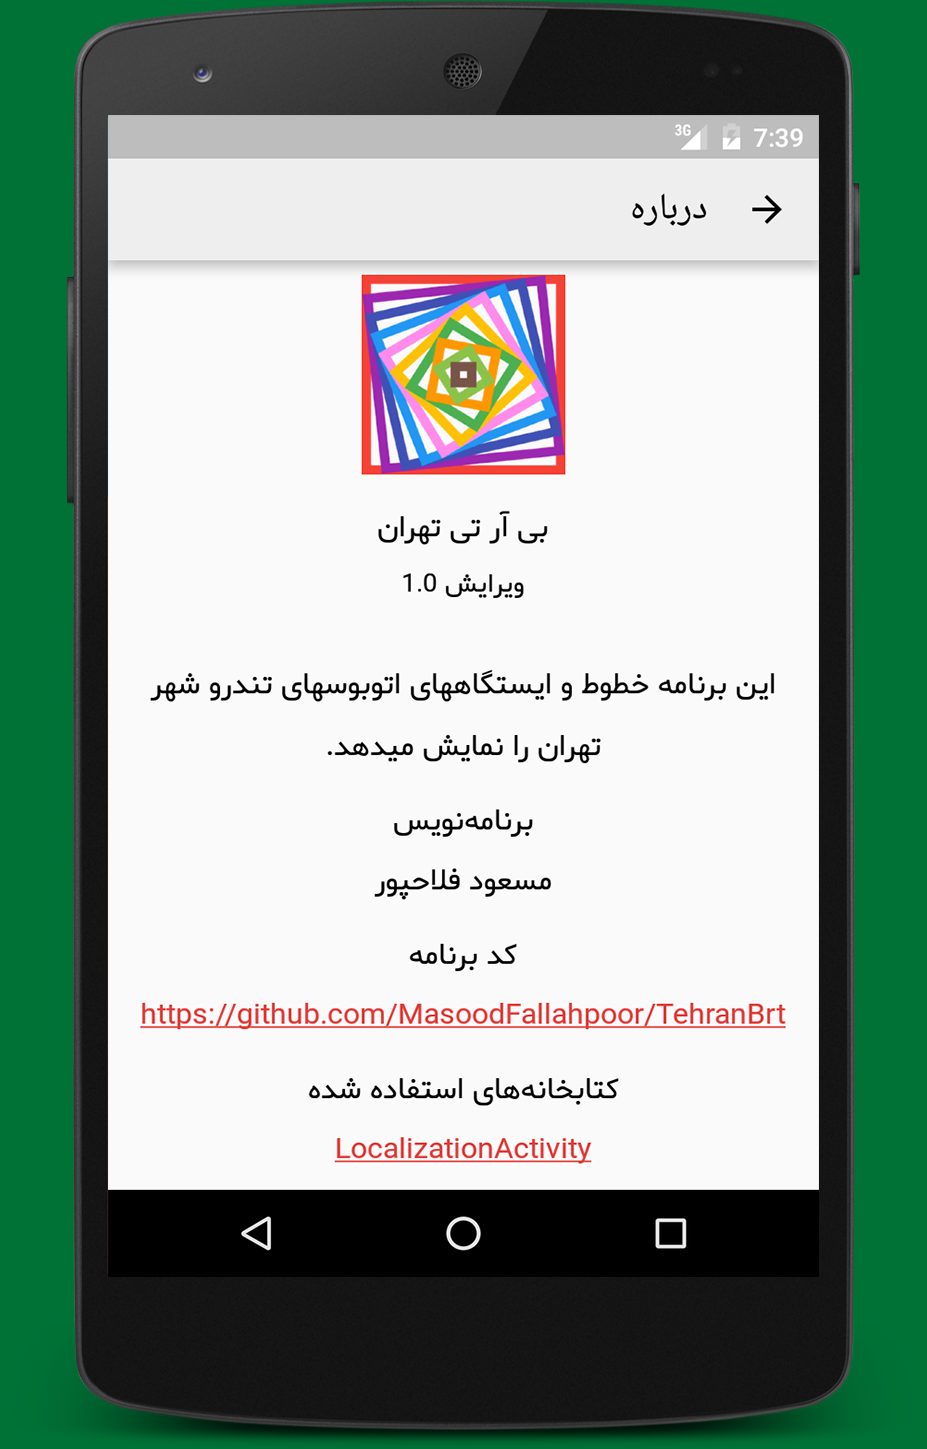 3G 7:39
درباره
بی آر تی تهران
ویرایش 1.0
این برنامه خطوط و ایستگاههای اتوبوسهای تندرو شهر
تهران را نمایش میدهد.
برنامه‌نویس
مسعود فلاحپور
کد برنامه
https://github.com/MasoodFallahpoor/TehranBrt
کتابخانه‌های استفاده شده
LocalizationActivity